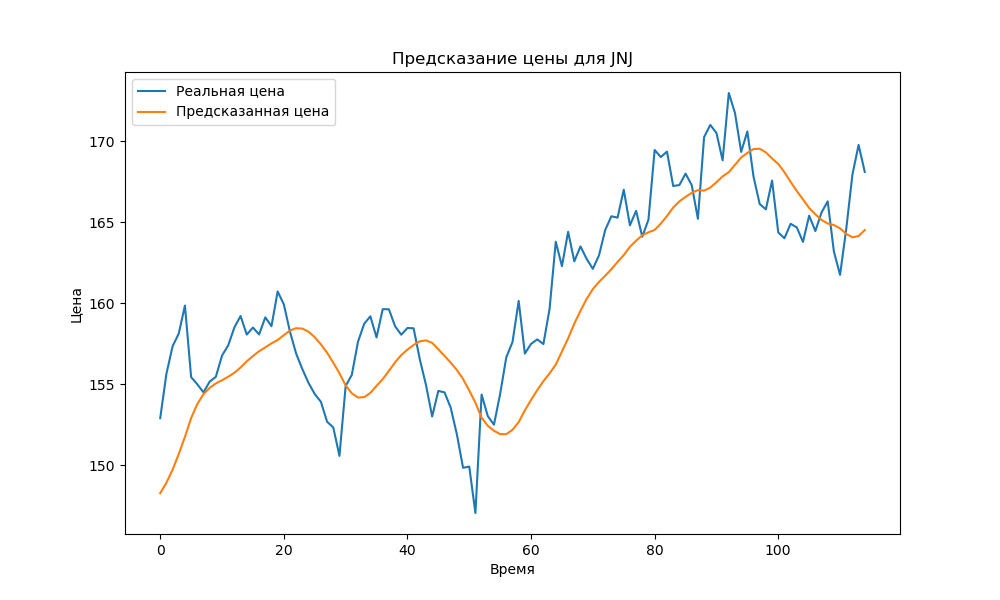 Предсказание цены для JNJ
Реальная цена
Предсказанная цена
Цена
170
165
160
155
150
0 20 40 60 80 100
Время